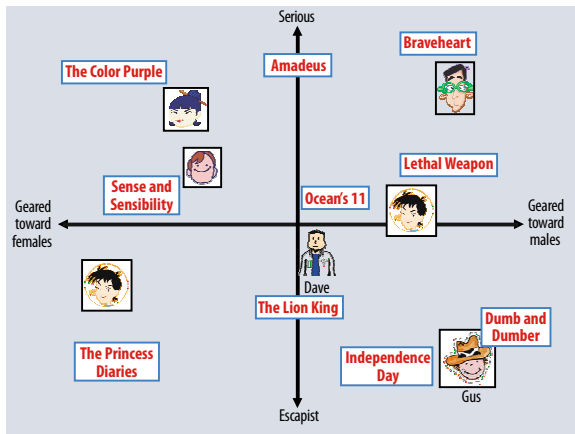 Serious
Braveheart
The Color Purple
Amadeus
Lethal Weapon
Sense and
Sensibility
Ocean's 11
Geared
toward
females
Geared
toward
males
Dave
The Lion King
Dumb and
Dumber
The Princess
Diaries
Independence
Day
Gus
Escapist